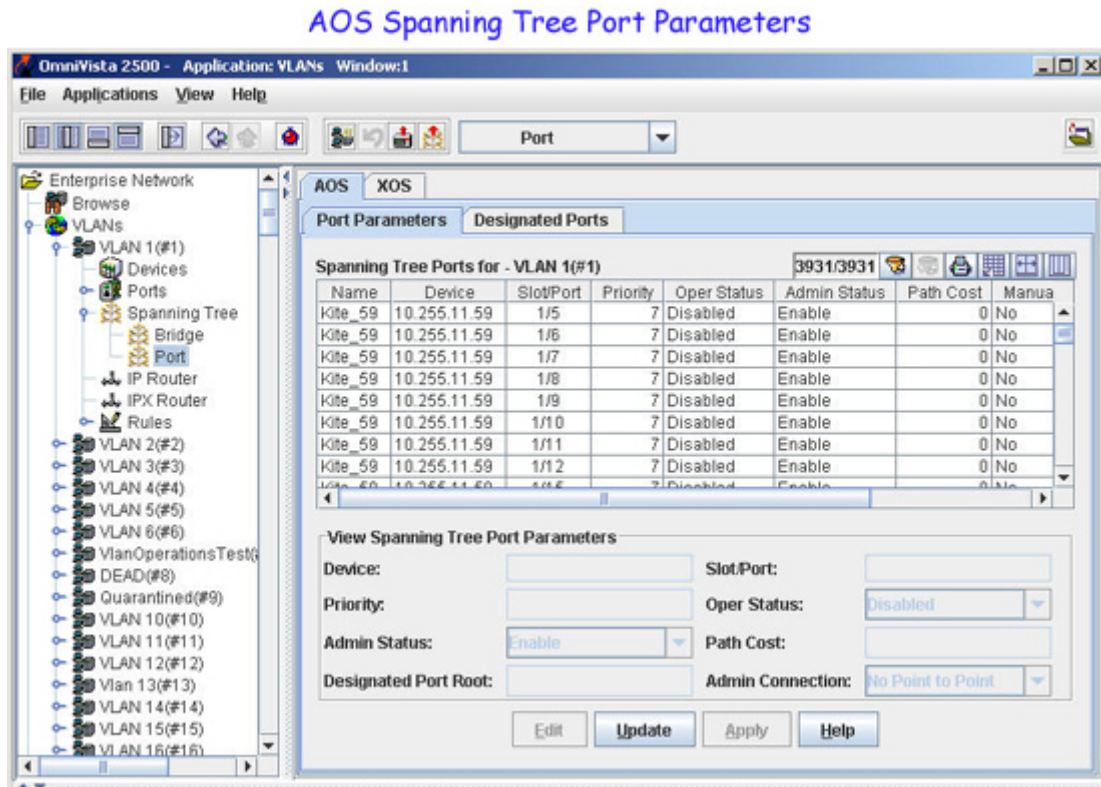 AOS Spanning Tree Port Parameters
OmniVista 2500 - Application: VLANs Window:1
File Applications View Help
Port
Enterprise Network
Browse
VLANs
VLAN 1(#1)
Devices
Ports
Spanning Tree
Bridge
Port
IP Router
IPX Router
Rules
VLAN 2(#2)
VLAN 3(#3)
VLAN 4(#4)
VLAN 5(#5)
VLAN 6(#6)
VlanOperationsTest(
DEAD(#8)
Quarantined(#9)
VLAN 10(#10)
VLAN 11(#11)
VLAN 12(#12)
Vlan 13(#13)
VLAN 14(#14)
VLAN 15(#15)
VLAN 16(#16)
AOS XOS
Port Parameters Designated Ports
Spanning Tree Ports for - VLAN 1(#1) 3931/3931
Name Device Slot/Port Priority Oper Status Admin Status Path Cost Manua
Kite_59 10.255.11.59 1/5 7 Disabled Enable 0 No
Kite_59 10.255.11.59 1/6 7 Disabled Enable 0 No
Kite_59 10.255.11.59 1/7 7 Disabled Enable 0 No
Kite_59 10.255.11.59 1/8 7 Disabled Enable 0 No
Kite_59 10.255.11.59 1/9 7 Disabled Enable 0 No
Kite_59 10.255.11.59 1/10 7 Disabled Enable 0 No
Kite_59 10.255.11.59 1/11 7 Disabled Enable 0 No
Kite_59 10.255.11.59 1/12 7 Disabled Enable 0 No
View Spanning Tree Port Parameters
Device: Slot/Port:
Priority: Oper Status: Disabled
Admin Status: Enable Path Cost:
Designated Port Root: Admin Connection: No Point to Point
Edit Update Apply Help